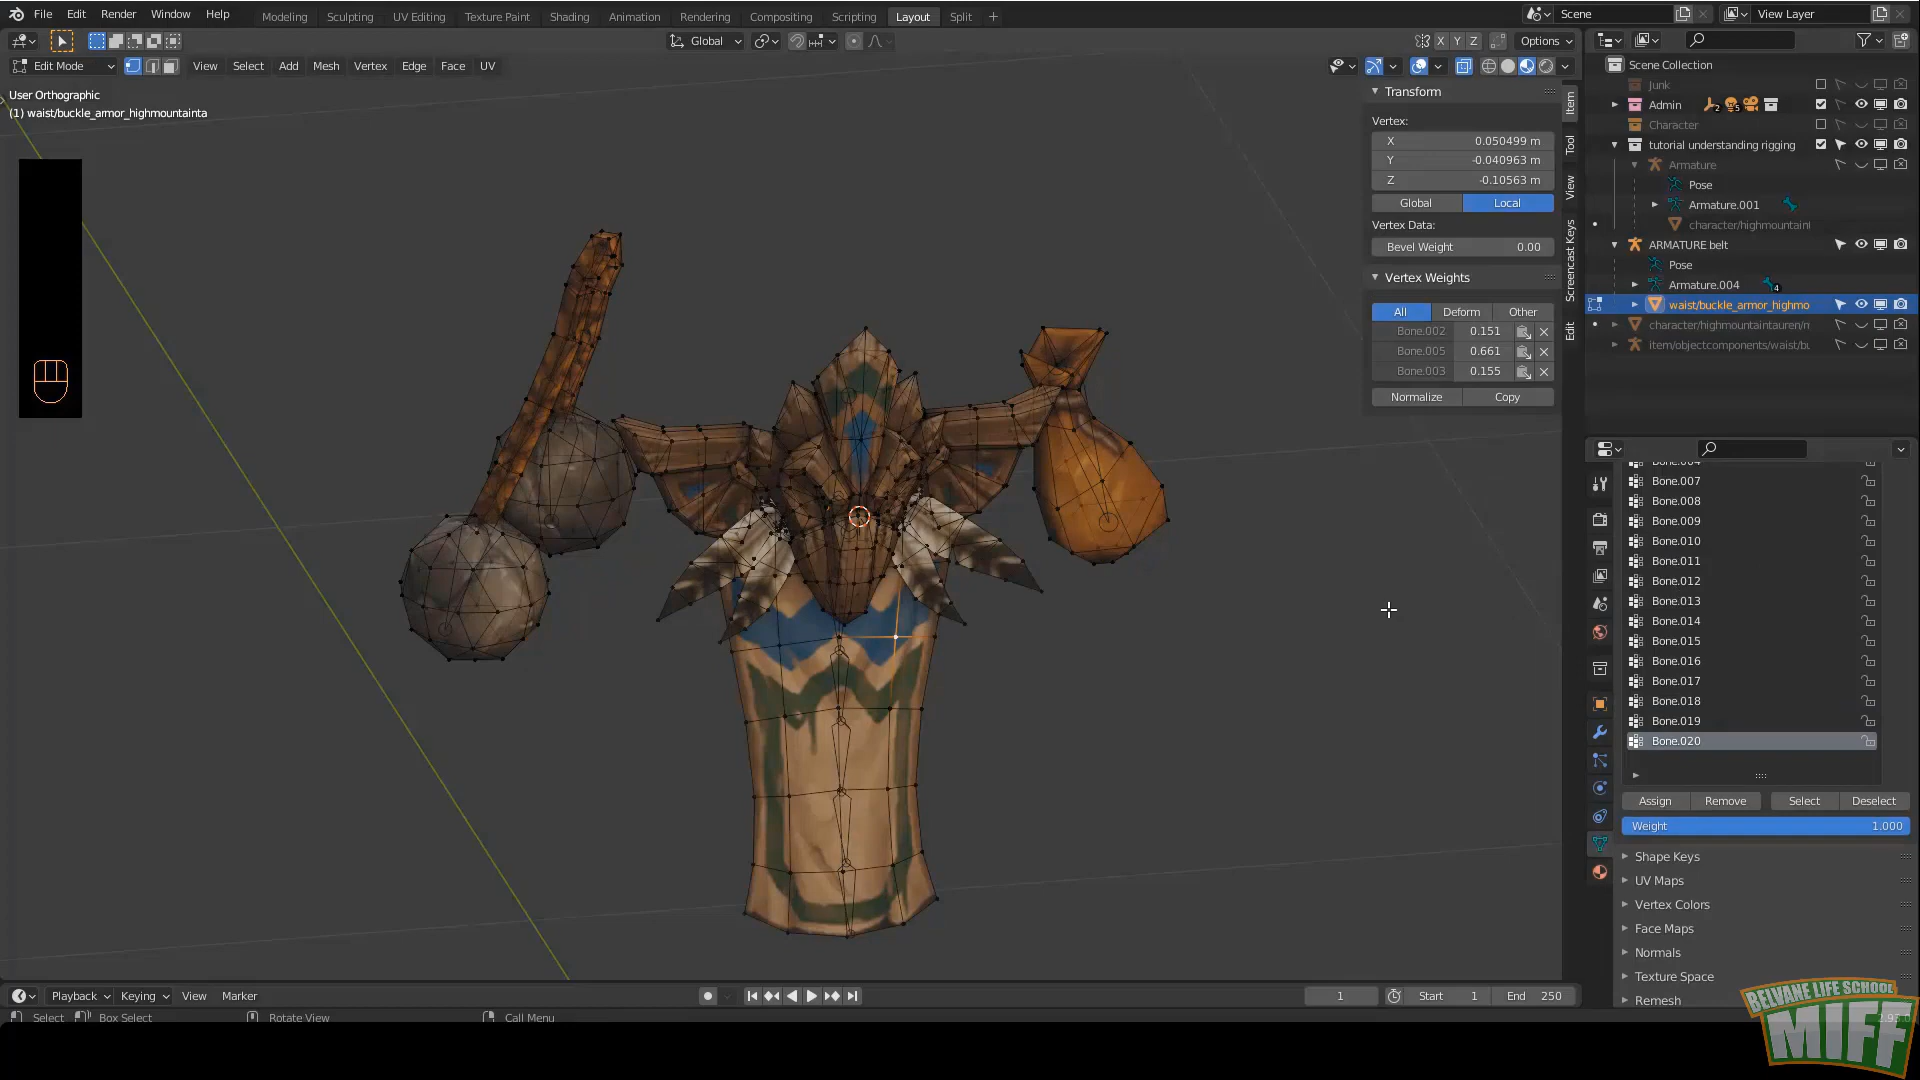 File Edit Render Window Help
Modeling Sculpting UV Editing Texture Paint Shading Animation Rendering Compositing Scripting Layout Split +
Scene View Layer
Global X Y Z Options
Edit Mode View Select Add Mesh Vertex Edge Face UV
User Orthographic
(1) waist/buckle_armor_highmountainta
Transform
Vertex:
X 0.050499 m
Y -0.040963 m
Z -0.10563 m
Global Local
Vertex Data:
Bevel Weight 0.00
Vertex Weights
All Deform Other
Bone.002 0.151
Bone.005 0.661
Bone.003 0.155
Normalize Copy
Item
Tool
View
Screencast Keys
Edit
Scene Collection
Junk
Admin 2 5
Character
tutorial understanding rigging
Armature
Pose
Armature.001
character/highmountain
ARMATURE belt
Pose
Armature.004 4
waist/buckle_armor_highmo
character/highmountaintauren/n
item/objectcomponents/waist/bu
Bone.007
Bone.008
Bone.009
Bone.010
Bone.011
Bone.012
Bone.013
Bone.014
Bone.015
Bone.016
Bone.017
Bone.018
Bone.019
Bone.020
Assign Remove Select Deselect
Weight 1.000
Shape Keys
UV Maps
Vertex Colors
Face Maps
Normals
Texture Space
Remesh
Playback Keying View Marker
1 Start 1 End 250
Select Box Select Rotate View Call Menu
BELVANE LIFE SCHOOL
MIFF